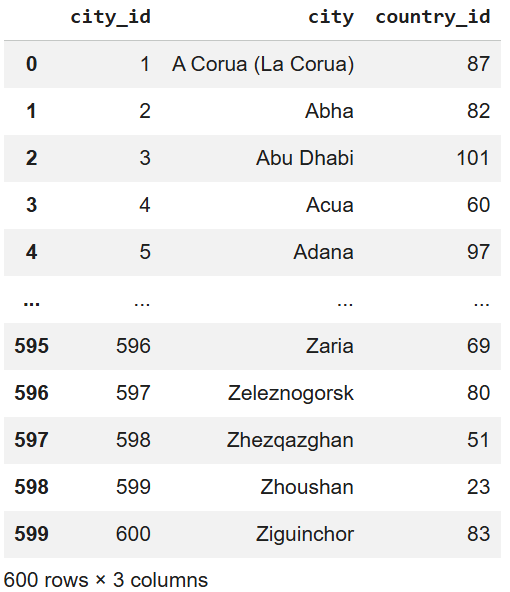 city_id city country_id
0 1 A Corua (La Corua) 87
1 2 Abha 82
2 3 Abu Dhabi 101
3 4 Acua 60
4 5 Adana 97
... ... ... ...
595 596 Zaria 69
596 597 Zeleznogorsk 80
597 598 Zhezqazghan 51
598 599 Zhoushan 23
599 600 Ziguinchor 83
600 rows × 3 columns